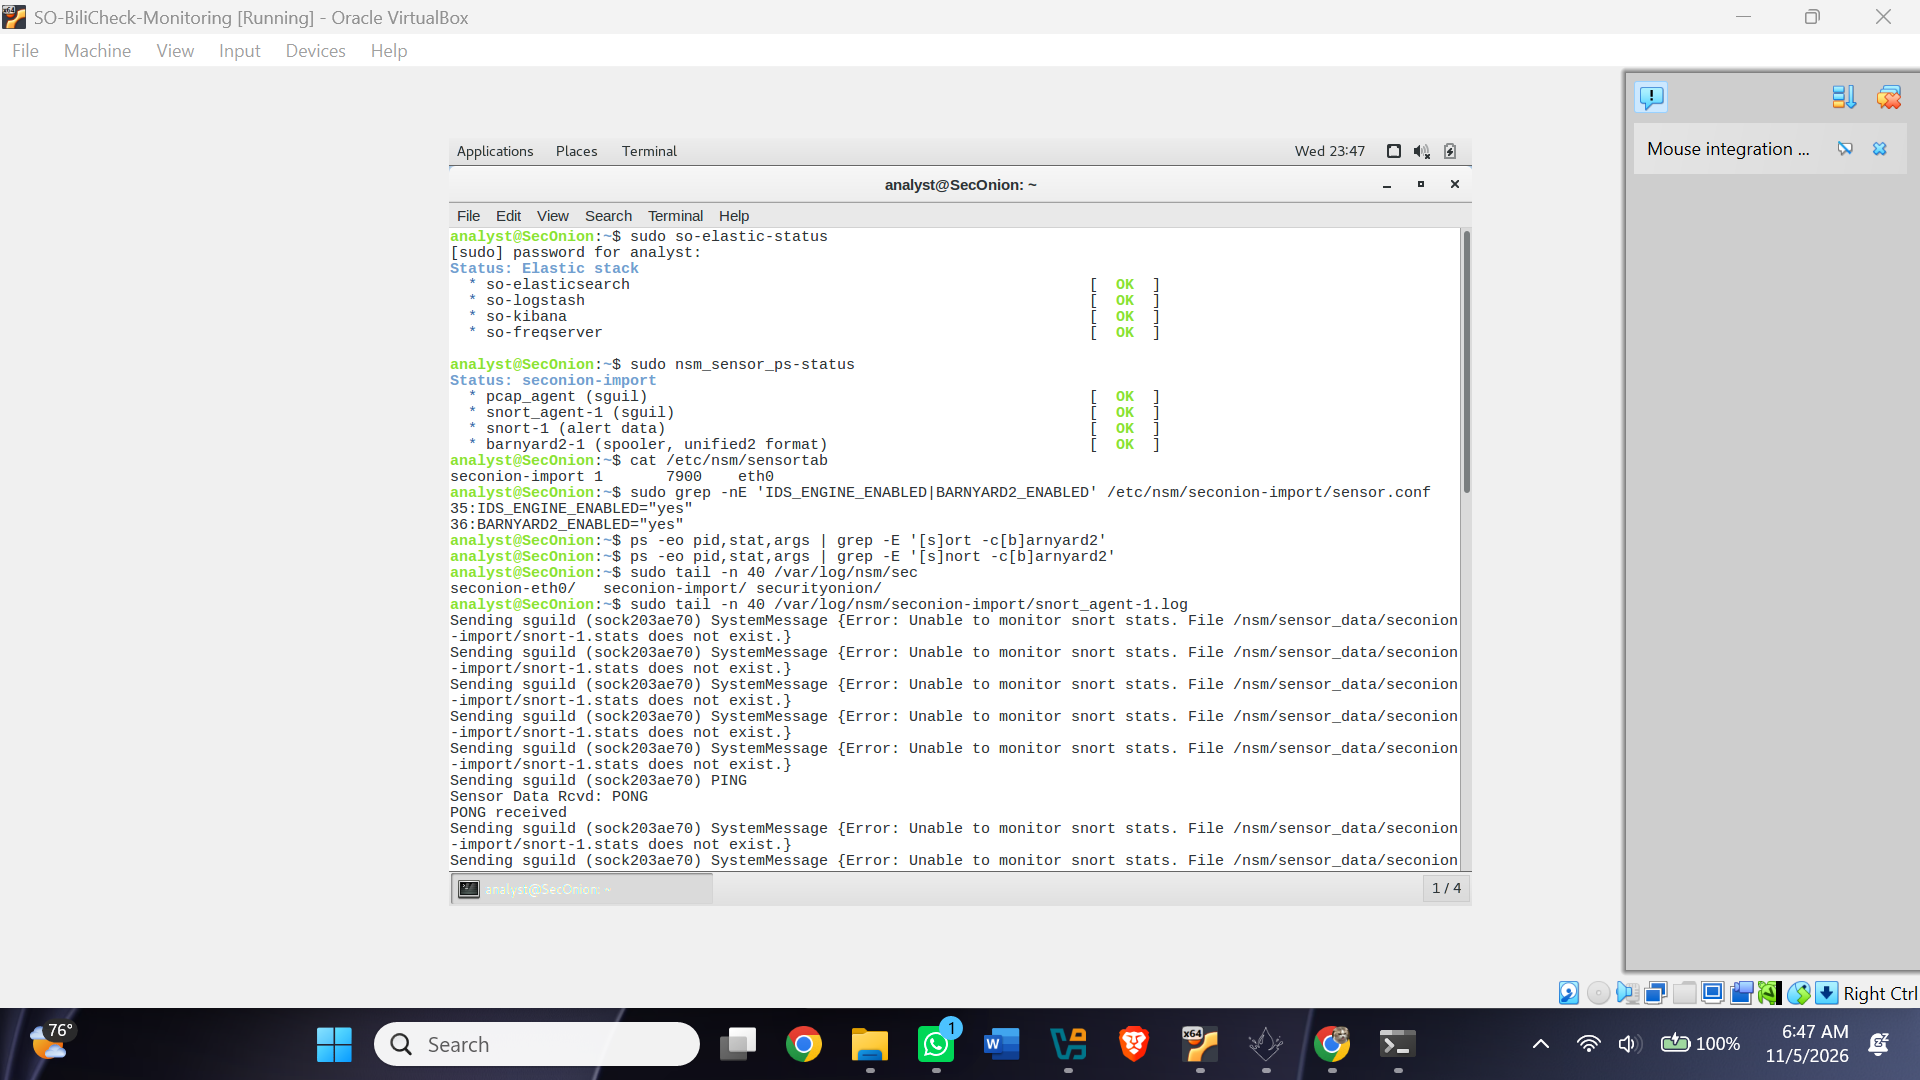 SO-BiliCheck-Monitoring [Running] - Oracle VirtualBox
File Machine View Input Devices Help
Mouse integration ...
Applications Places Terminal Wed 23:47
analyst@SecOnion: ~
File Edit View Search Terminal Help
analyst@SecOnion:~$ sudo so-elastic-status
[sudo] password for analyst:
Status: Elastic stack
* so-elasticsearch [ OK ]
* so-logstash [ OK ]
* so-kibana [ OK ]
* so-freqserver [ OK ]
analyst@SecOnion:~$ sudo nsm_sensor_ps-status
Status: seconion-import
* pcap_agent (sguil) [ OK ]
* snort_agent-1 (sguil) [ OK ]
* snort-1 (alert data) [ OK ]
* barnyard2-1 (spooler, unified2 format) [ OK ]
analyst@SecOnion:~$ cat /etc/nsm/sensortab
seconion-import 1 7900 eth0
analyst@SecOnion:~$ sudo grep -nE 'IDS_ENGINE_ENABLED|BARNYARD2_ENABLED' /etc/nsm/seconion-import/sensor.conf
35:IDS_ENGINE_ENABLED="yes"
36:BARNYARD2_ENABLED="yes"
analyst@SecOnion:~$ ps -eo pid,stat,args | grep -E '[s]ort -c[b]arnyard2'
analyst@SecOnion:~$ ps -eo pid,stat,args | grep -E '[s]nort -c[b]arnyard2'
analyst@SecOnion:~$ sudo tail -n 40 /var/log/nsm/sec
seconion-eth0/ seconion-import/ securityonion/
analyst@SecOnion:~$ sudo tail -n 40 /var/log/nsm/seconion-import/snort_agent-1.log
Sending sguild (sock203ae70) SystemMessage {Error: Unable to monitor snort stats. File /nsm/sensor_data/seconion
-import/snort-1.stats does not exist.}
Sending sguild (sock203ae70) SystemMessage {Error: Unable to monitor snort stats. File /nsm/sensor_data/seconion
-import/snort-1.stats does not exist.}
Sending sguild (sock203ae70) SystemMessage {Error: Unable to monitor snort stats. File /nsm/sensor_data/seconion
-import/snort-1.stats does not exist.}
Sending sguild (sock203ae70) SystemMessage {Error: Unable to monitor snort stats. File /nsm/sensor_data/seconion
-import/snort-1.stats does not exist.}
Sending sguild (sock203ae70) SystemMessage {Error: Unable to monitor snort stats. File /nsm/sensor_data/seconion
-import/snort-1.stats does not exist.}
Sending sguild (sock203ae70) PING
Sensor Data Rcvd: PONG
PONG received
Sending sguild (sock203ae70) SystemMessage {Error: Unable to monitor snort stats. File /nsm/sensor_data/seconion
-import/snort-1.stats does not exist.}
Sending sguild (sock203ae70) SystemMessage {Error: Unable to monitor snort stats. File /nsm/sensor_data/seconion
analyst@SecOnion: ~ 1 / 4
Right Ctrl
76°
Search
1
x64
100%
6:47 AM
11/5/2026